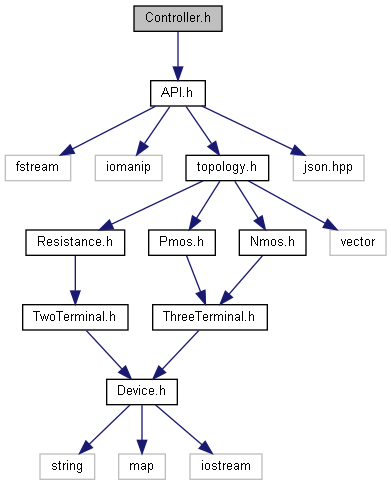 Controller.h
API.h
fstream
iomanip
topology.h
json.hpp
Resistance.h
Pmos.h
Nmos.h
vector
TwoTerminal.h
ThreeTerminal.h
Device.h
string
map
iostream